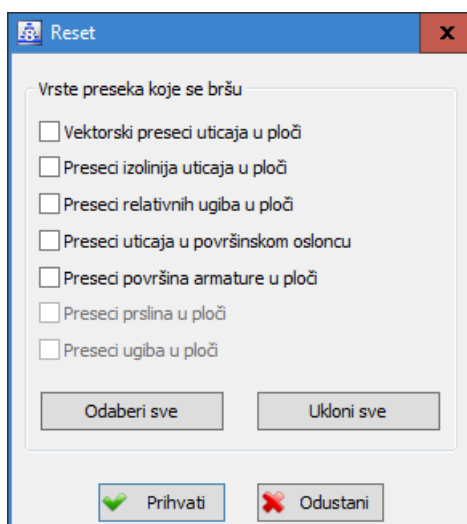 Reset
Vrste preseka koje se bršu
Vektorski preseci uticaja u ploči
Preseci izolinija uticaja u ploči
Preseci relativnih ugiba u ploči
Preseci uticaja u površinskom osloncu
Preseci površina armature u ploči
Preseci prslina u ploči
Preseci ugiba u ploči
Odaberi sve Ukloni sve
Prihvati Odustani